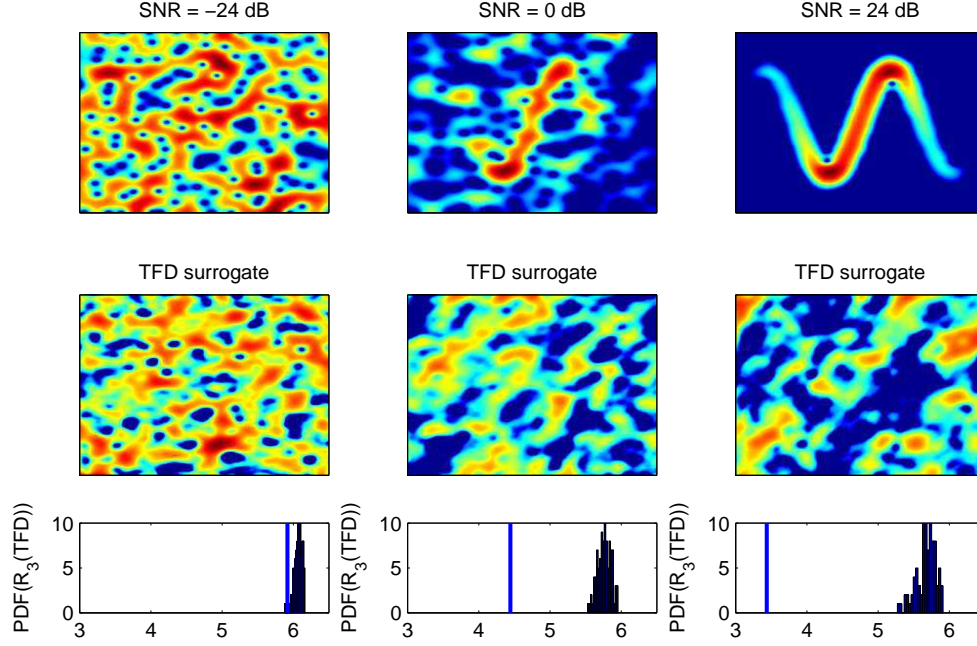 SNR = −24 dB
SNR = 0 dB
SNR = 24 dB
TFD surrogate
TFD surrogate
TFD surrogate
PDF(R3(TFD))
10
5
0
3
4
5
6
PDF(R3(TFD))
10
5
0
3
4
5
6
PDF(R3(TFD))
10
5
0
3
4
5
6